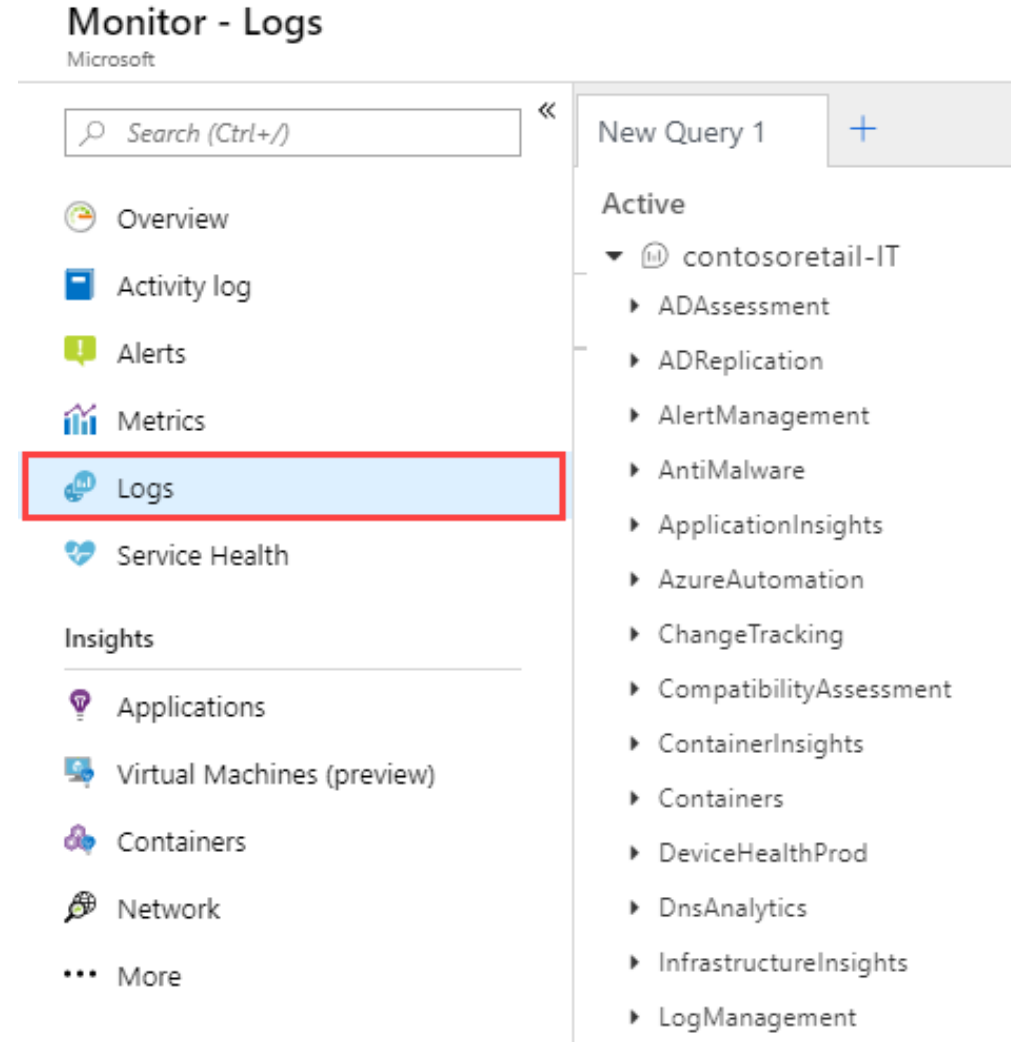 Monitor - Logs
Microsoft
Search (Ctrl+/)
Overview
Activity log
Alerts
Metrics
Logs
Service Health
Insights
Applications
Virtual Machines (preview)
Containers
Network
More
New Query 1
Active
contosoretail-IT
ADAssessment
ADReplication
AlertManagement
AntiMalware
ApplicationInsights
AzureAutomation
ChangeTracking
CompatibilityAssessment
ContainerInsights
Containers
DeviceHealthProd
DnsAnalytics
InfrastructureInsights
LogManagement